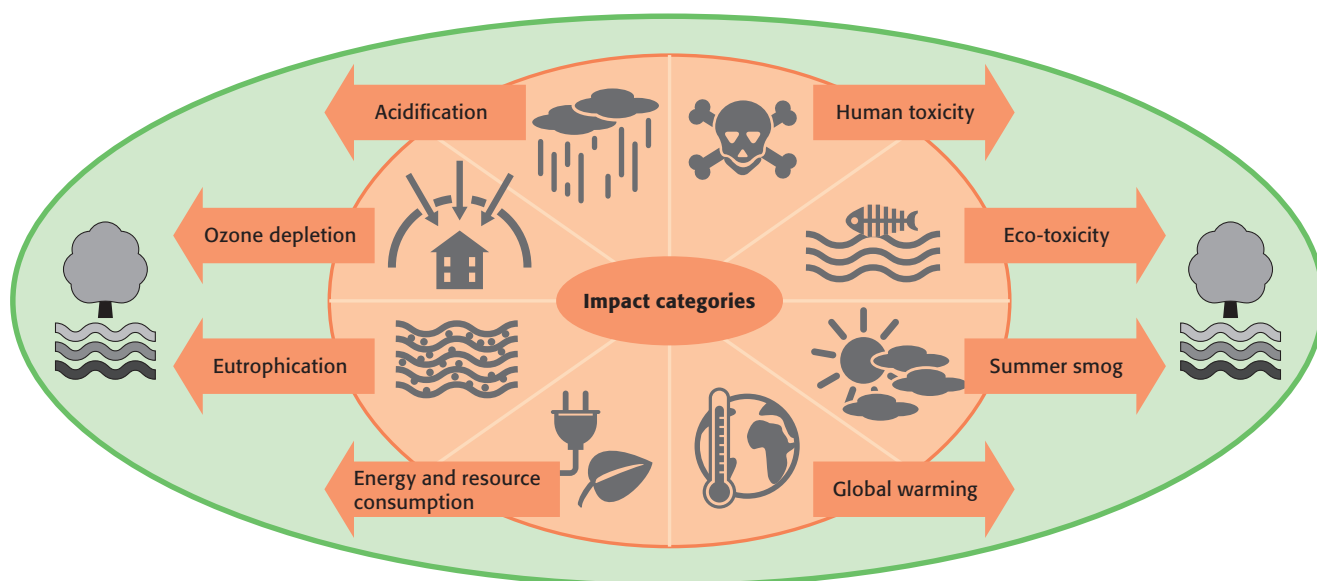 Acidification
Human toxicity
Ozone depletion
Eco-toxicity
Impact categories
Eutrophication
Summer smog
Energy and resource
consumption
Global warming